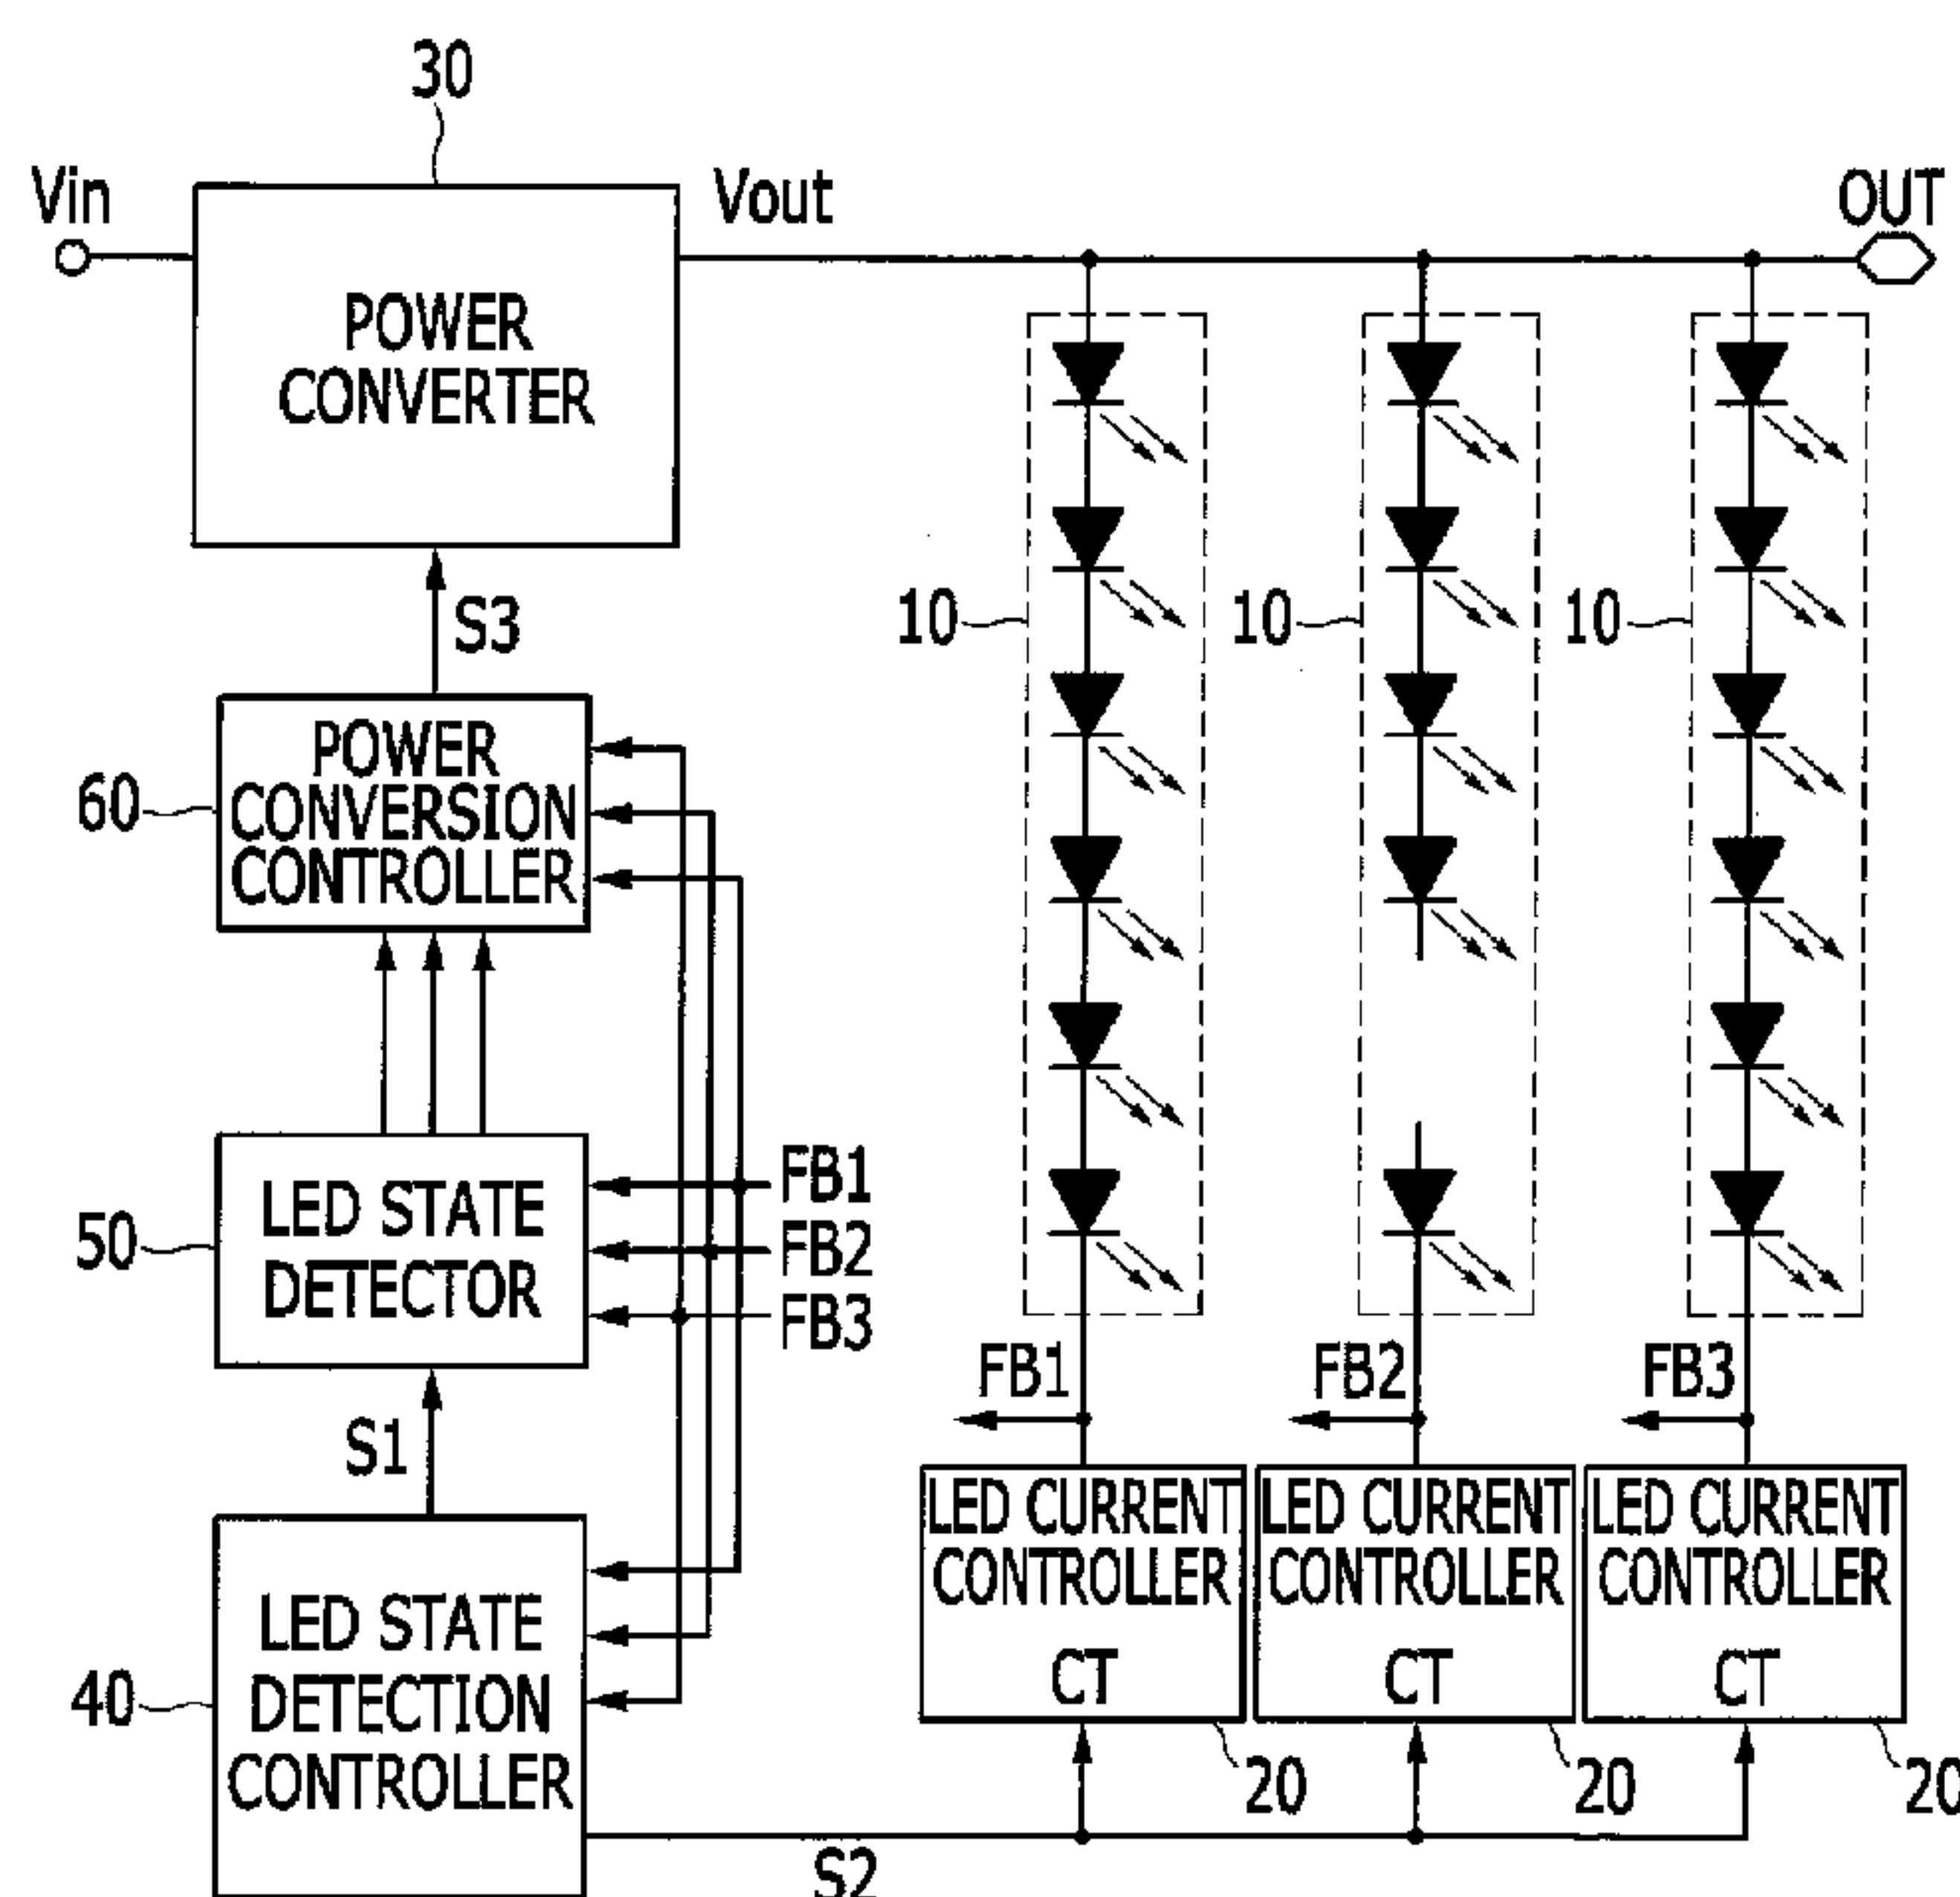 30
Vin
Vout
OUT
POWER
CONVERTER
S3
10
10
10
POWER
CONVERSION
CONTROLLER
60
LED STATE
DETECTOR
50
FB1
FB2
FB3
FB1
FB2
FB3
S1
LED CURRENT
CONTROLLER
CT
LED CURRENT
CONTROLLER
CT
LED CURRENT
CONTROLLER
CT
LED STATE
DETECTION
CONTROLLER
40
20
20
20
S2